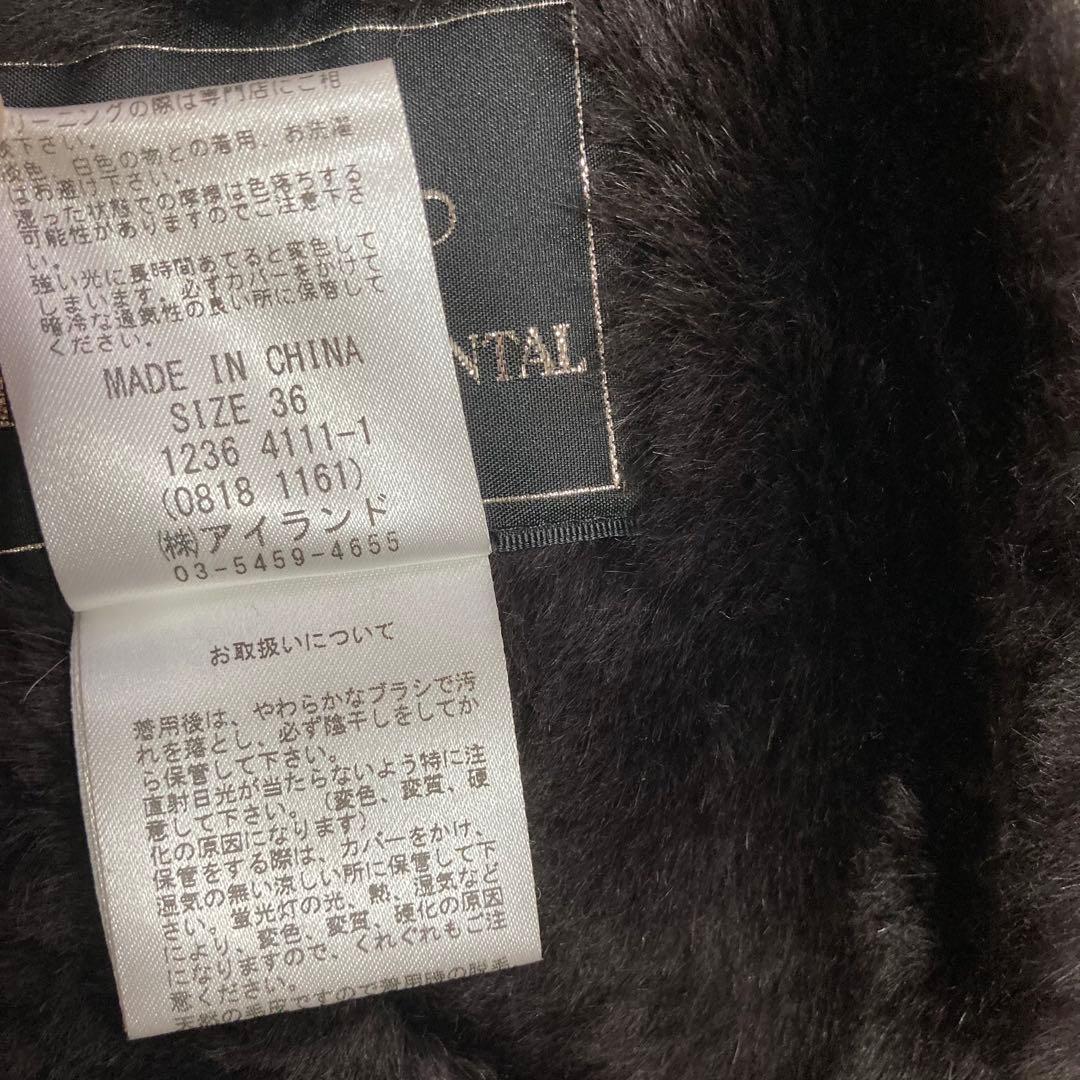 リーニングの際は専門店にご相
下さい。
色、白色の物との着用、お洗濯
はお避け下さい。
湿った状態での摩擦は色落ちする
可能性がありますのでご注意下さ
い。
強い光に長時間あてると変色して
しまいます。必ずカバーをかけて
暗冷な通気性の良い所に保管して
ください。
MADE IN CHINA
SIZE 36
1236 4111-1
(0818 1161)
㈱アイランド
03-5459-4655
NTAL
お取扱いについて
着用後は、やわらかなブラシで汚
れを落とし、必ず陰干しをしてか
ら保管して下さい。
直射日光が当たらないよう特に注
意して下さい。（変色、変質、硬
化の原因になります）
保管をする際は、カバーをかけ、
湿気の無い涼しい所に保管して下
さい。蛍光灯の光、熱、湿気など
により、変色、変質、硬化の原因
になりますので、くれぐれもご注
意ください。
天然の毛皮ですので着用時の脱毛